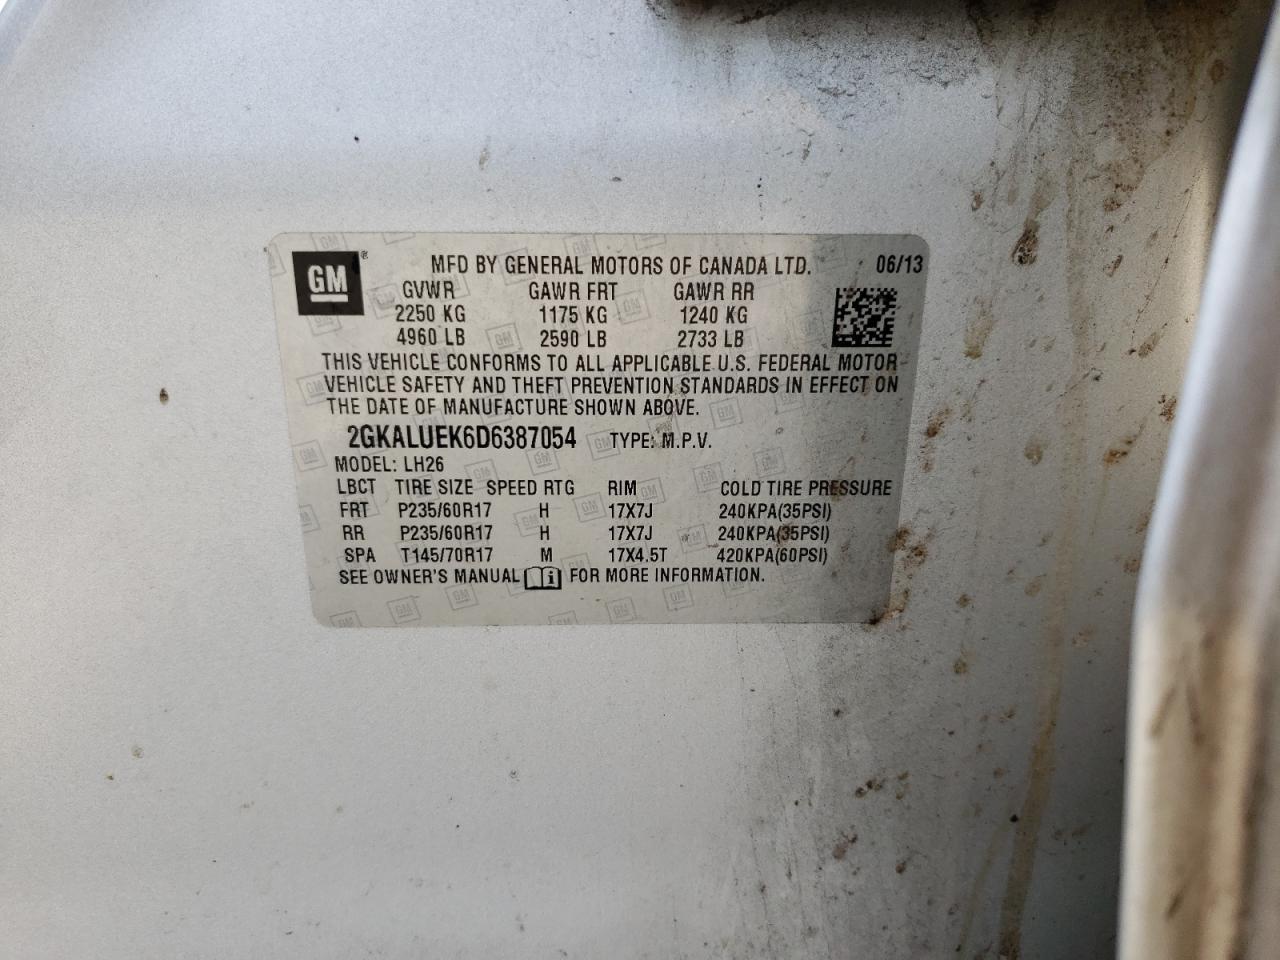 GM
MFD BY GENERAL MOTORS OF CANADA LTD. 06/13
GVWR GAWR FRT GAWR RR
2250 KG 1175 KG 1240 KG
4960 LB 2590 LB 2733 LB
THIS VEHICLE CONFORMS TO ALL APPLICABLE U.S. FEDERAL MOTOR
VEHICLE SAFETY AND THEFT PREVENTION STANDARDS IN EFFECT ON
THE DATE OF MANUFACTURE SHOWN ABOVE.
2GKALUEK6D6387054 TYPE: M.P.V.
MODEL: LH26
LBCT TIRE SIZE SPEED RTG RIM COLD TIRE PRESSURE
FRT P235/60R17 H 17X7J 240KPA(35PSI)
RR P235/60R17 H 17X7J 240KPA(35PSI)
SPA T145/70R17 M 17X4.5T 420KPA(60PSI)
SEE OWNER'S MANUAL i FOR MORE INFORMATION.